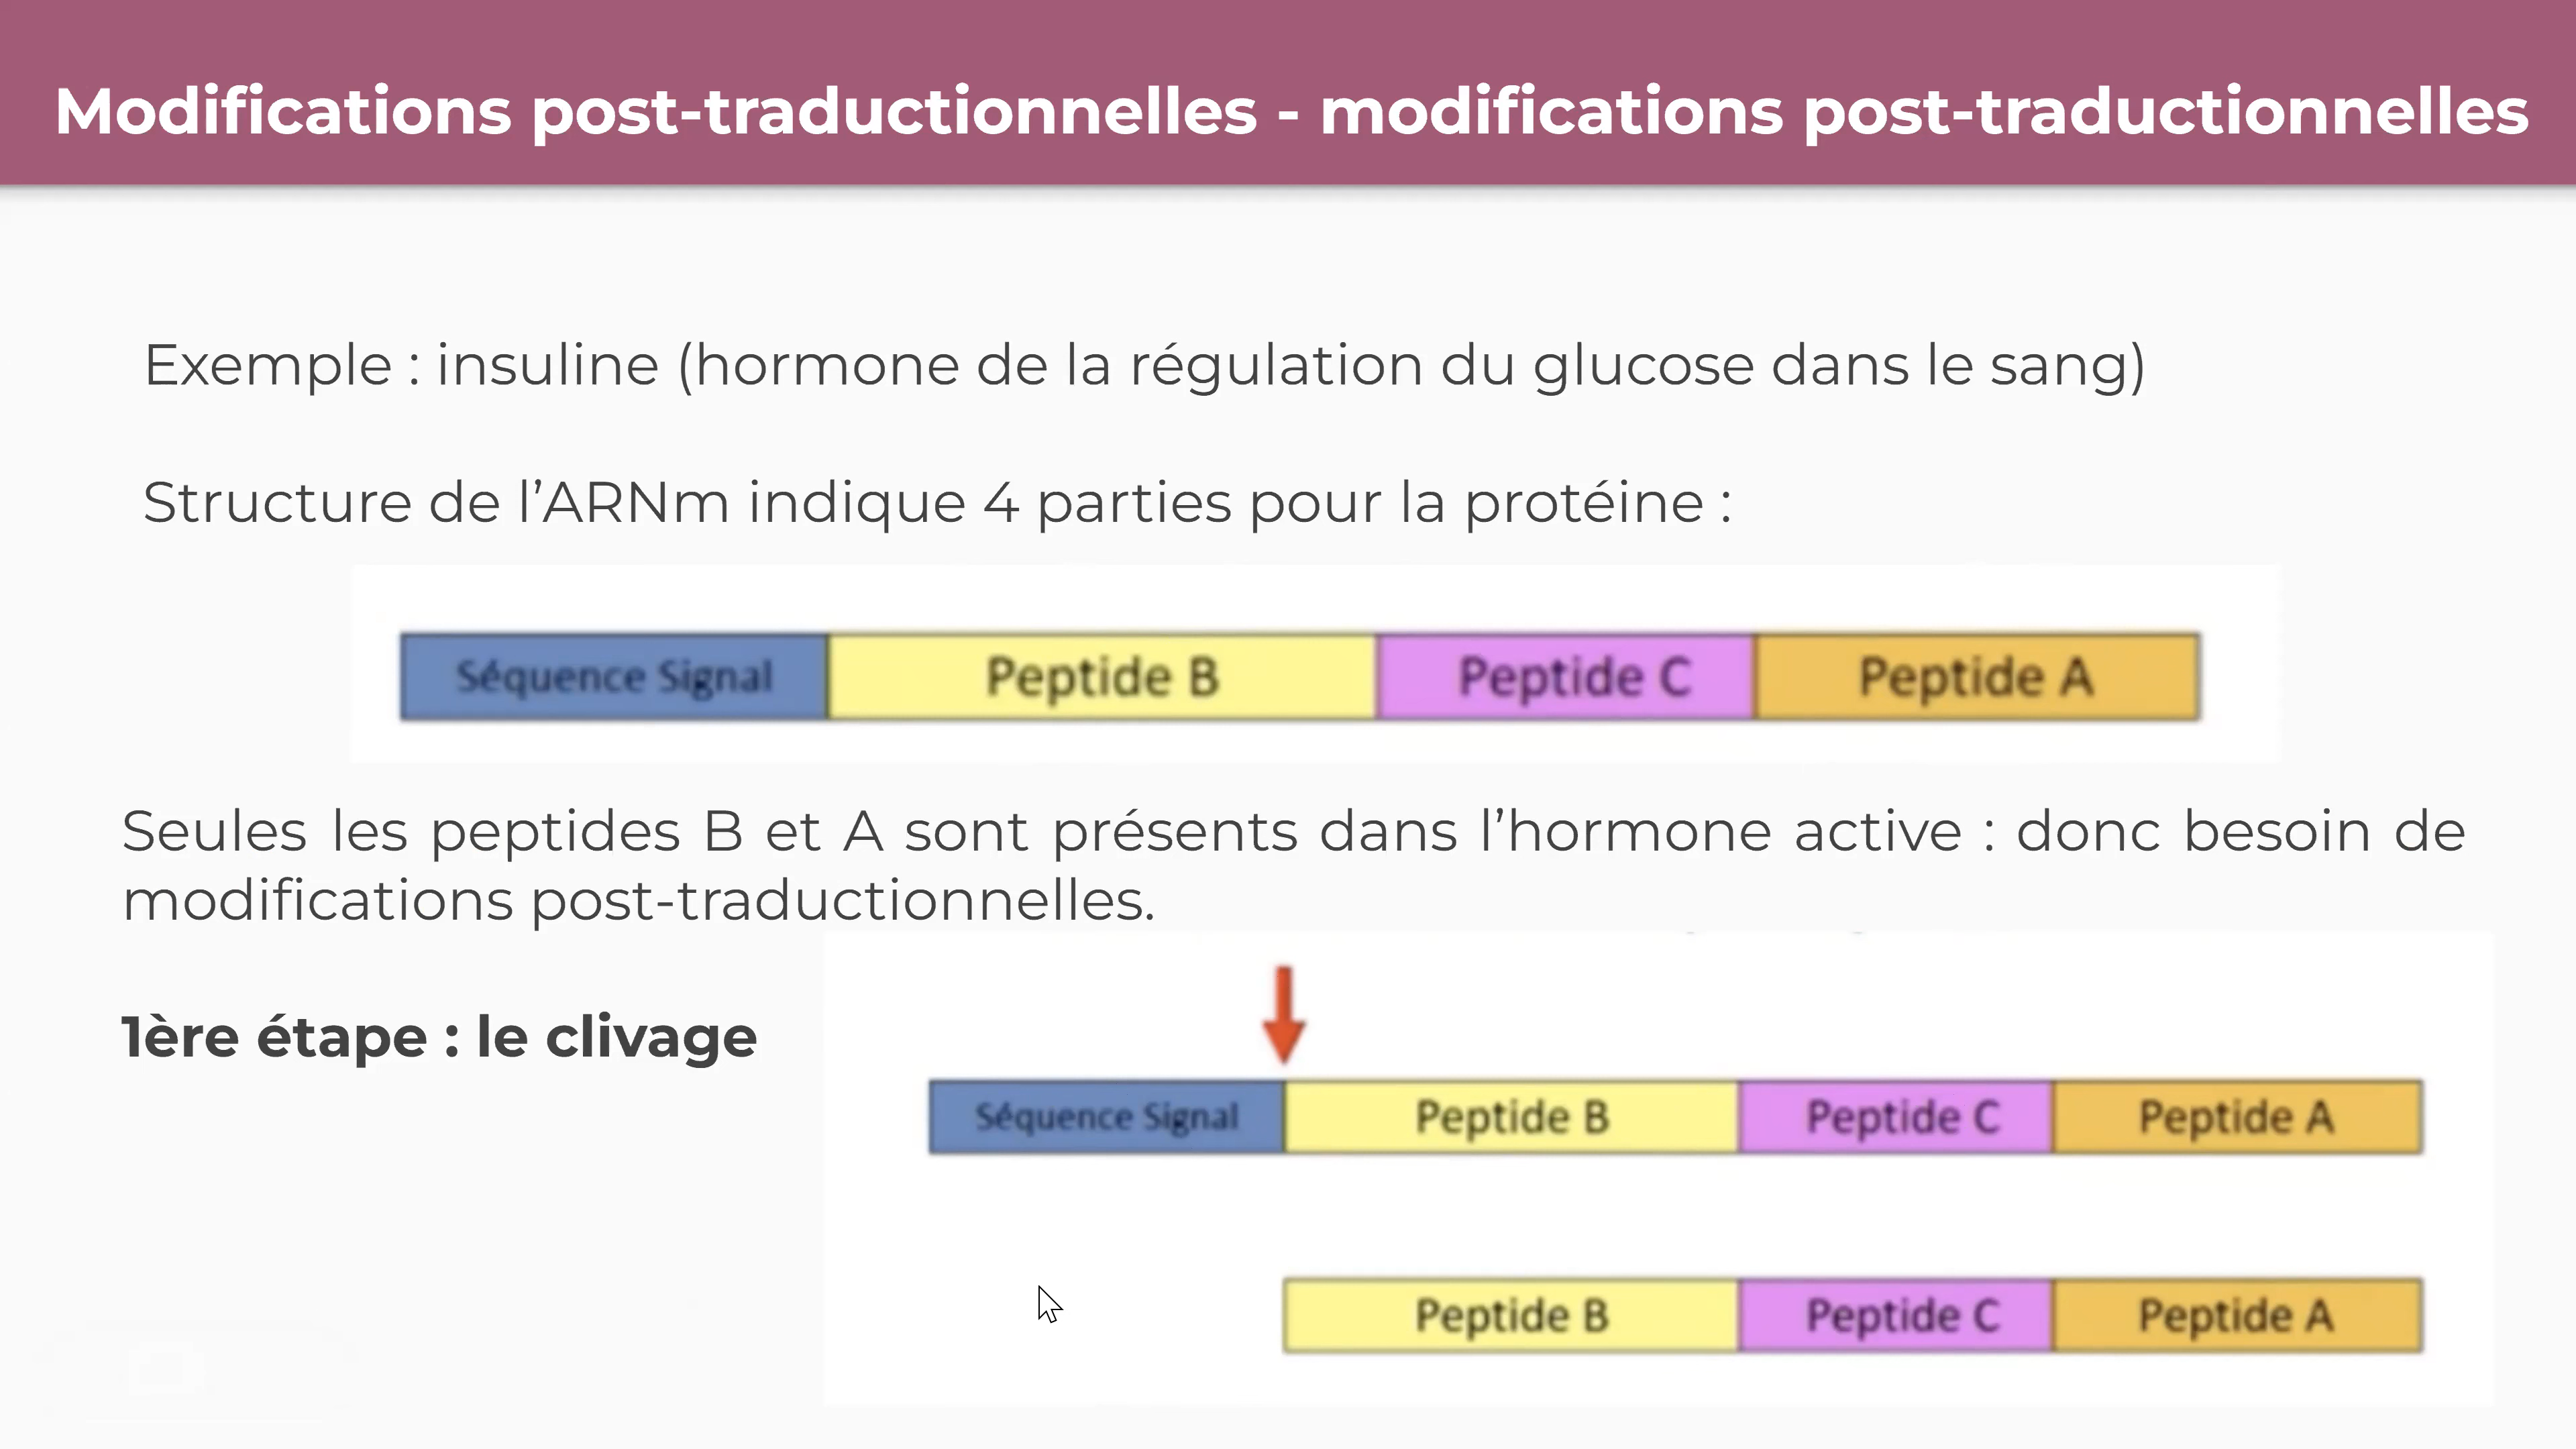 Modifications post-traductionnelles - modifications post-traductionnelles
Exemple : insuline (hormone de la régulation du glucose dans le sang)
Structure de l’ARNm indique 4 parties pour la protéine :
Séquence Signal Peptide B Peptide C Peptide A
Seules les peptides B et A sont présents dans l’hormone active : donc besoin de
modifications post-traductionnelles.
1ère étape : le clivage
Séquence Signal Peptide B Peptide C Peptide A
Peptide B Peptide C Peptide A